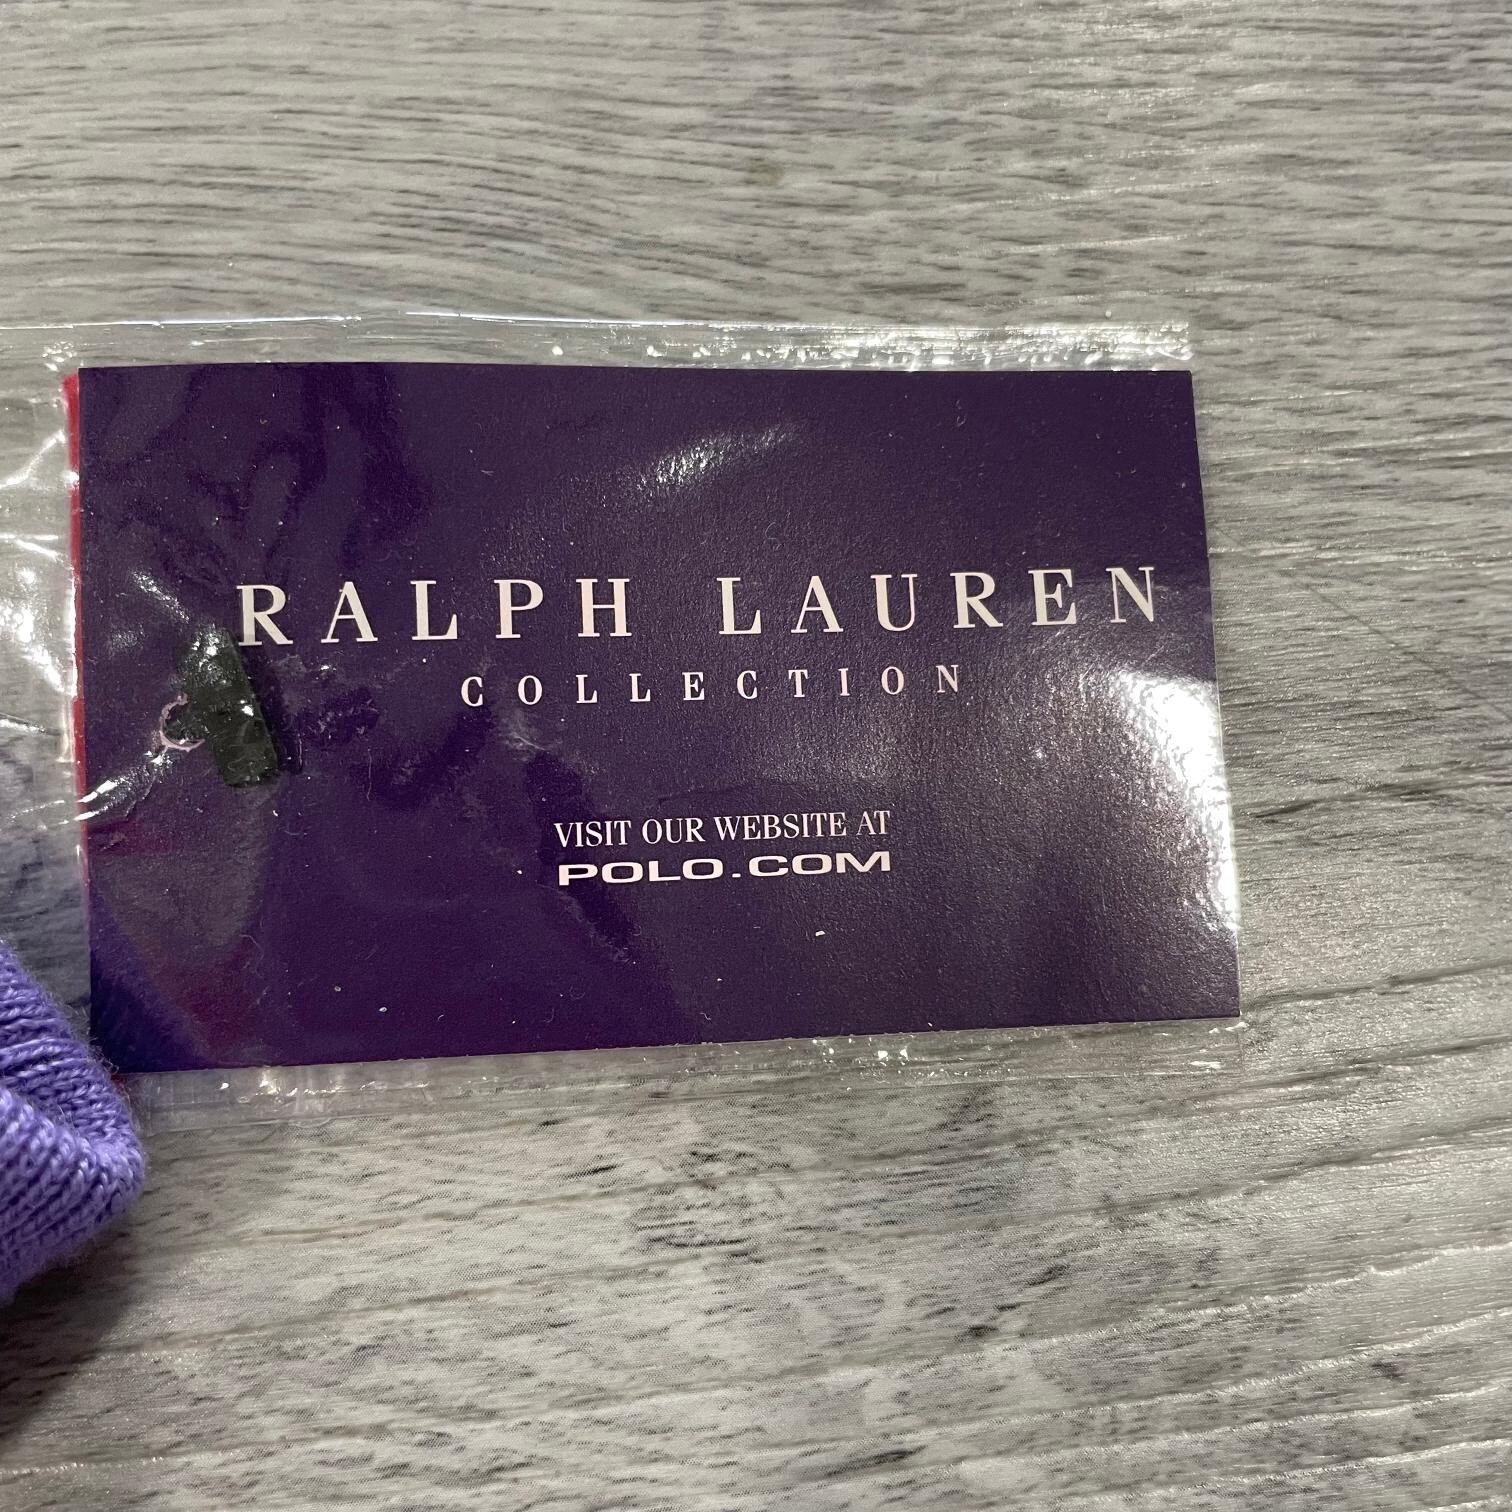 RALPH LAUREN
COLLECTION
VISIT OUR WEBSITE AT
POLO.COM